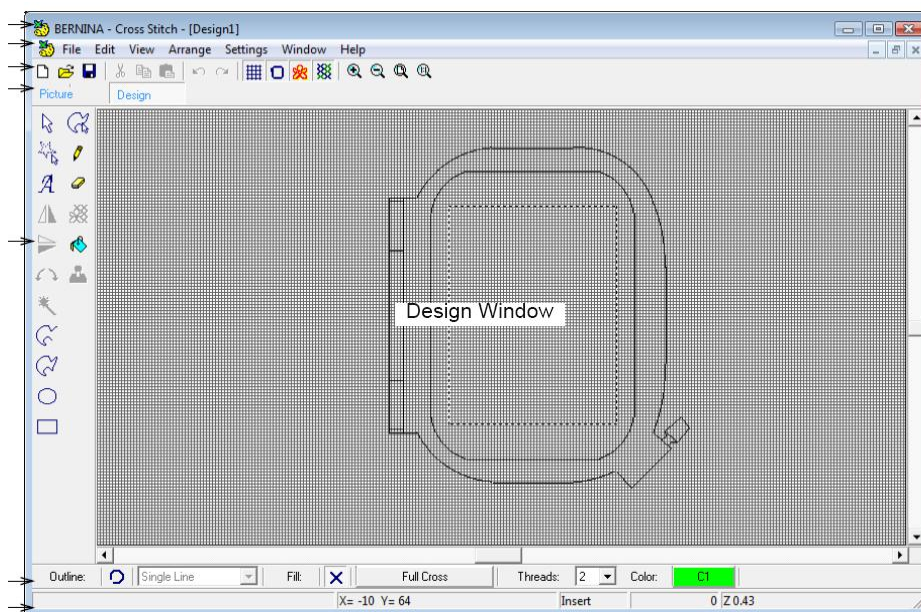 BERNINA - Cross Stitch - [Design1]
File Edit View Arrange Settings Window Help
Picture Design
A
Design Window
Outline: Single Line Fill: Full Cross Threads: 2 Color: C1
X= -10 Y= 64 Insert 0 Z 0.43